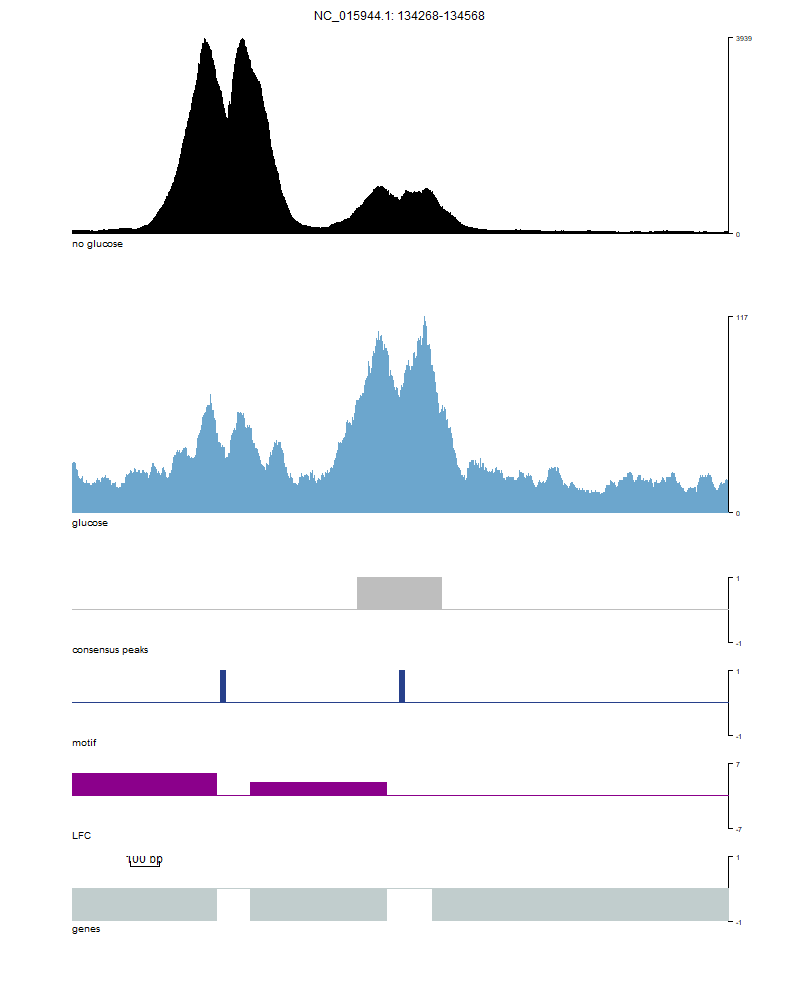 NC_015944.1: 134268-134568
3939
0
no glucose
117
0
glucose
1
-1
consensus peaks
1
-1
motif
7
-7
LFC
100 bp
1
-1
genes